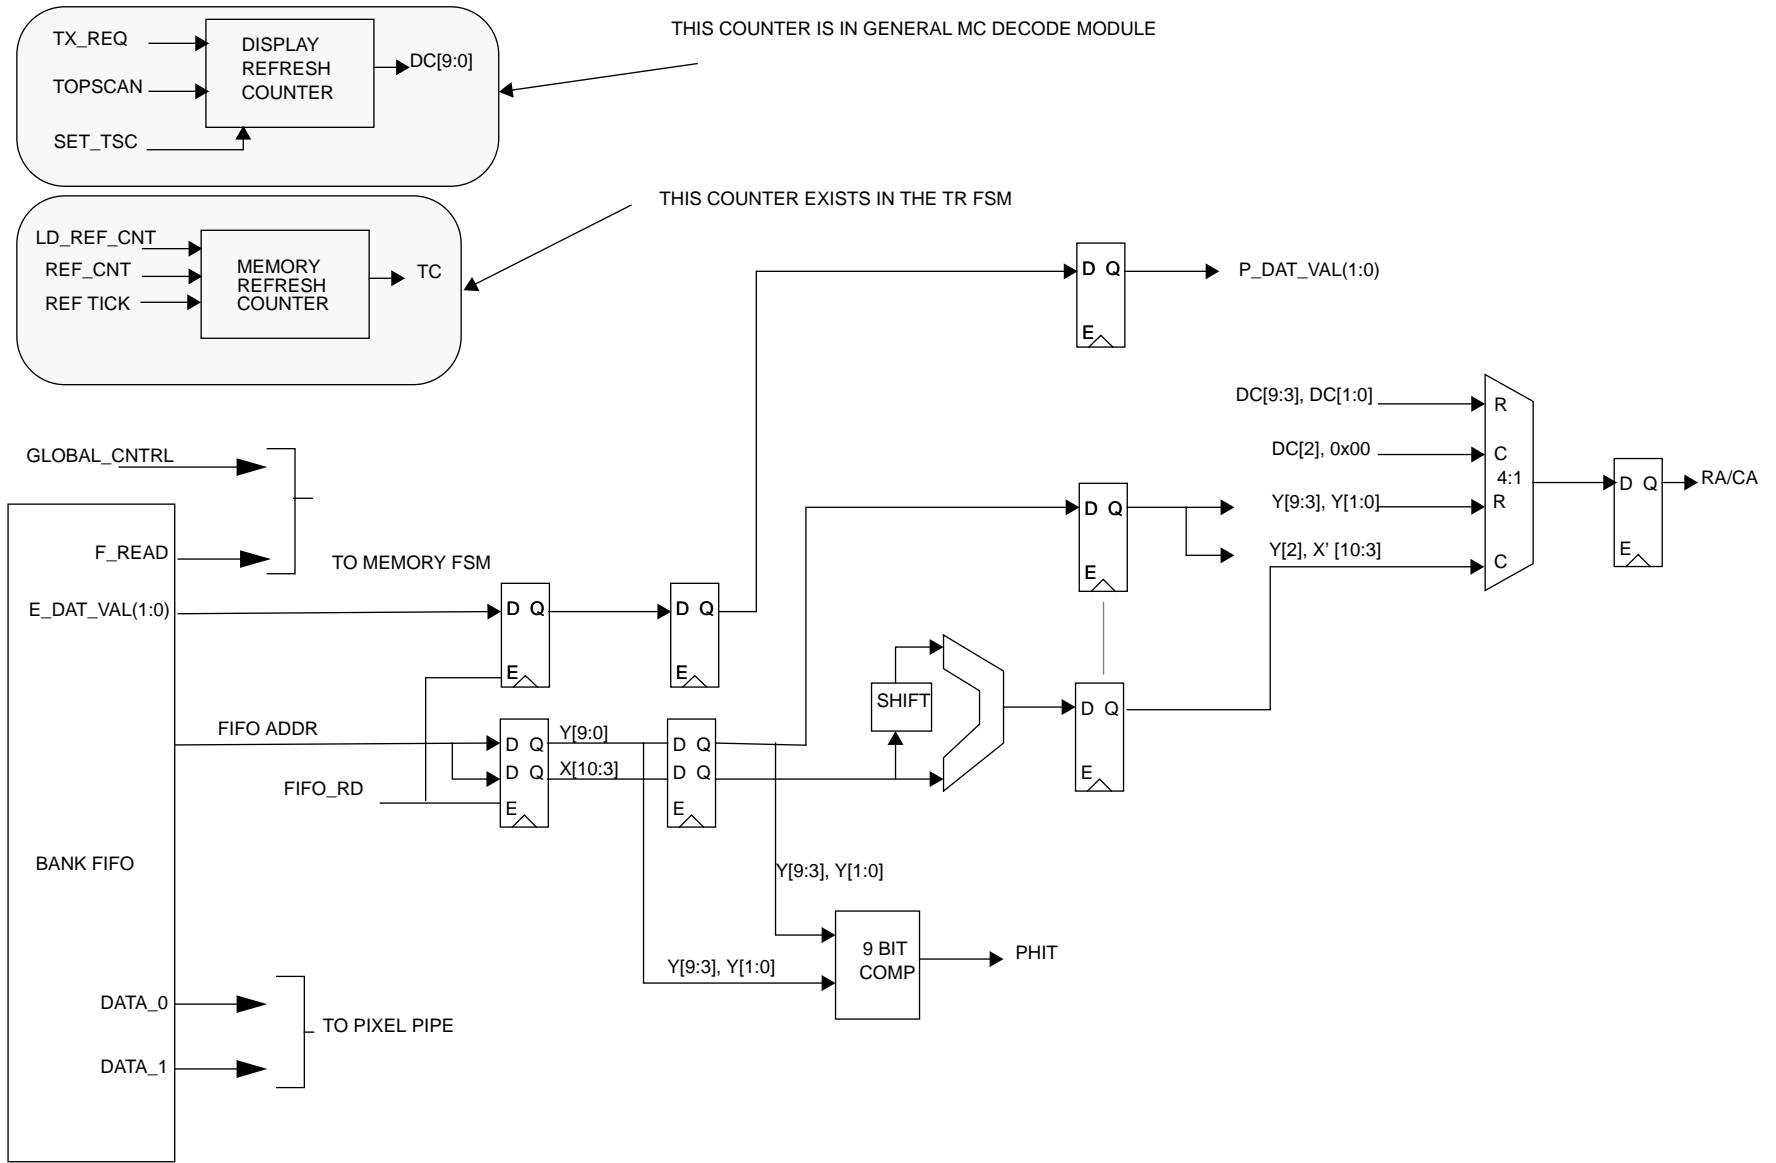 THIS COUNTER IS IN GENERAL MC DECODE MODULE
TX_REQ
TOPSCAN
SET_TSC
DISPLAY
REFRESH
COUNTER
DC[9:0]
THIS COUNTER EXISTS IN THE TR FSM
LD_REF_CNT
REF_CNT
REF TICK
MEMORY
REFRESH
COUNTER
TC
D Q
E
P_DAT_VAL(1:0)
DC[9:3], DC[1:0]
DC[2], 0x00
Y[9:3], Y[1:0]
Y[2], X' [10:3]
R
C
4:1
R
C
D Q
E
RA/CA
GLOBAL_CNTRL
F_READ
TO MEMORY FSM
E_DAT_VAL(1:0)
D Q
E
D Q
E
D Q
E
SHIFT
D Q
E
FIFO ADDR
FIFO_RD
D Q
D Q
E
Y[9:0]
X[10:3]
D Q
D Q
E
BANK FIFO
Y[9:3], Y[1:0]
Y[9:3], Y[1:0]
9 BIT
COMP
PHIT
DATA_0
DATA_1
TO PIXEL PIPE